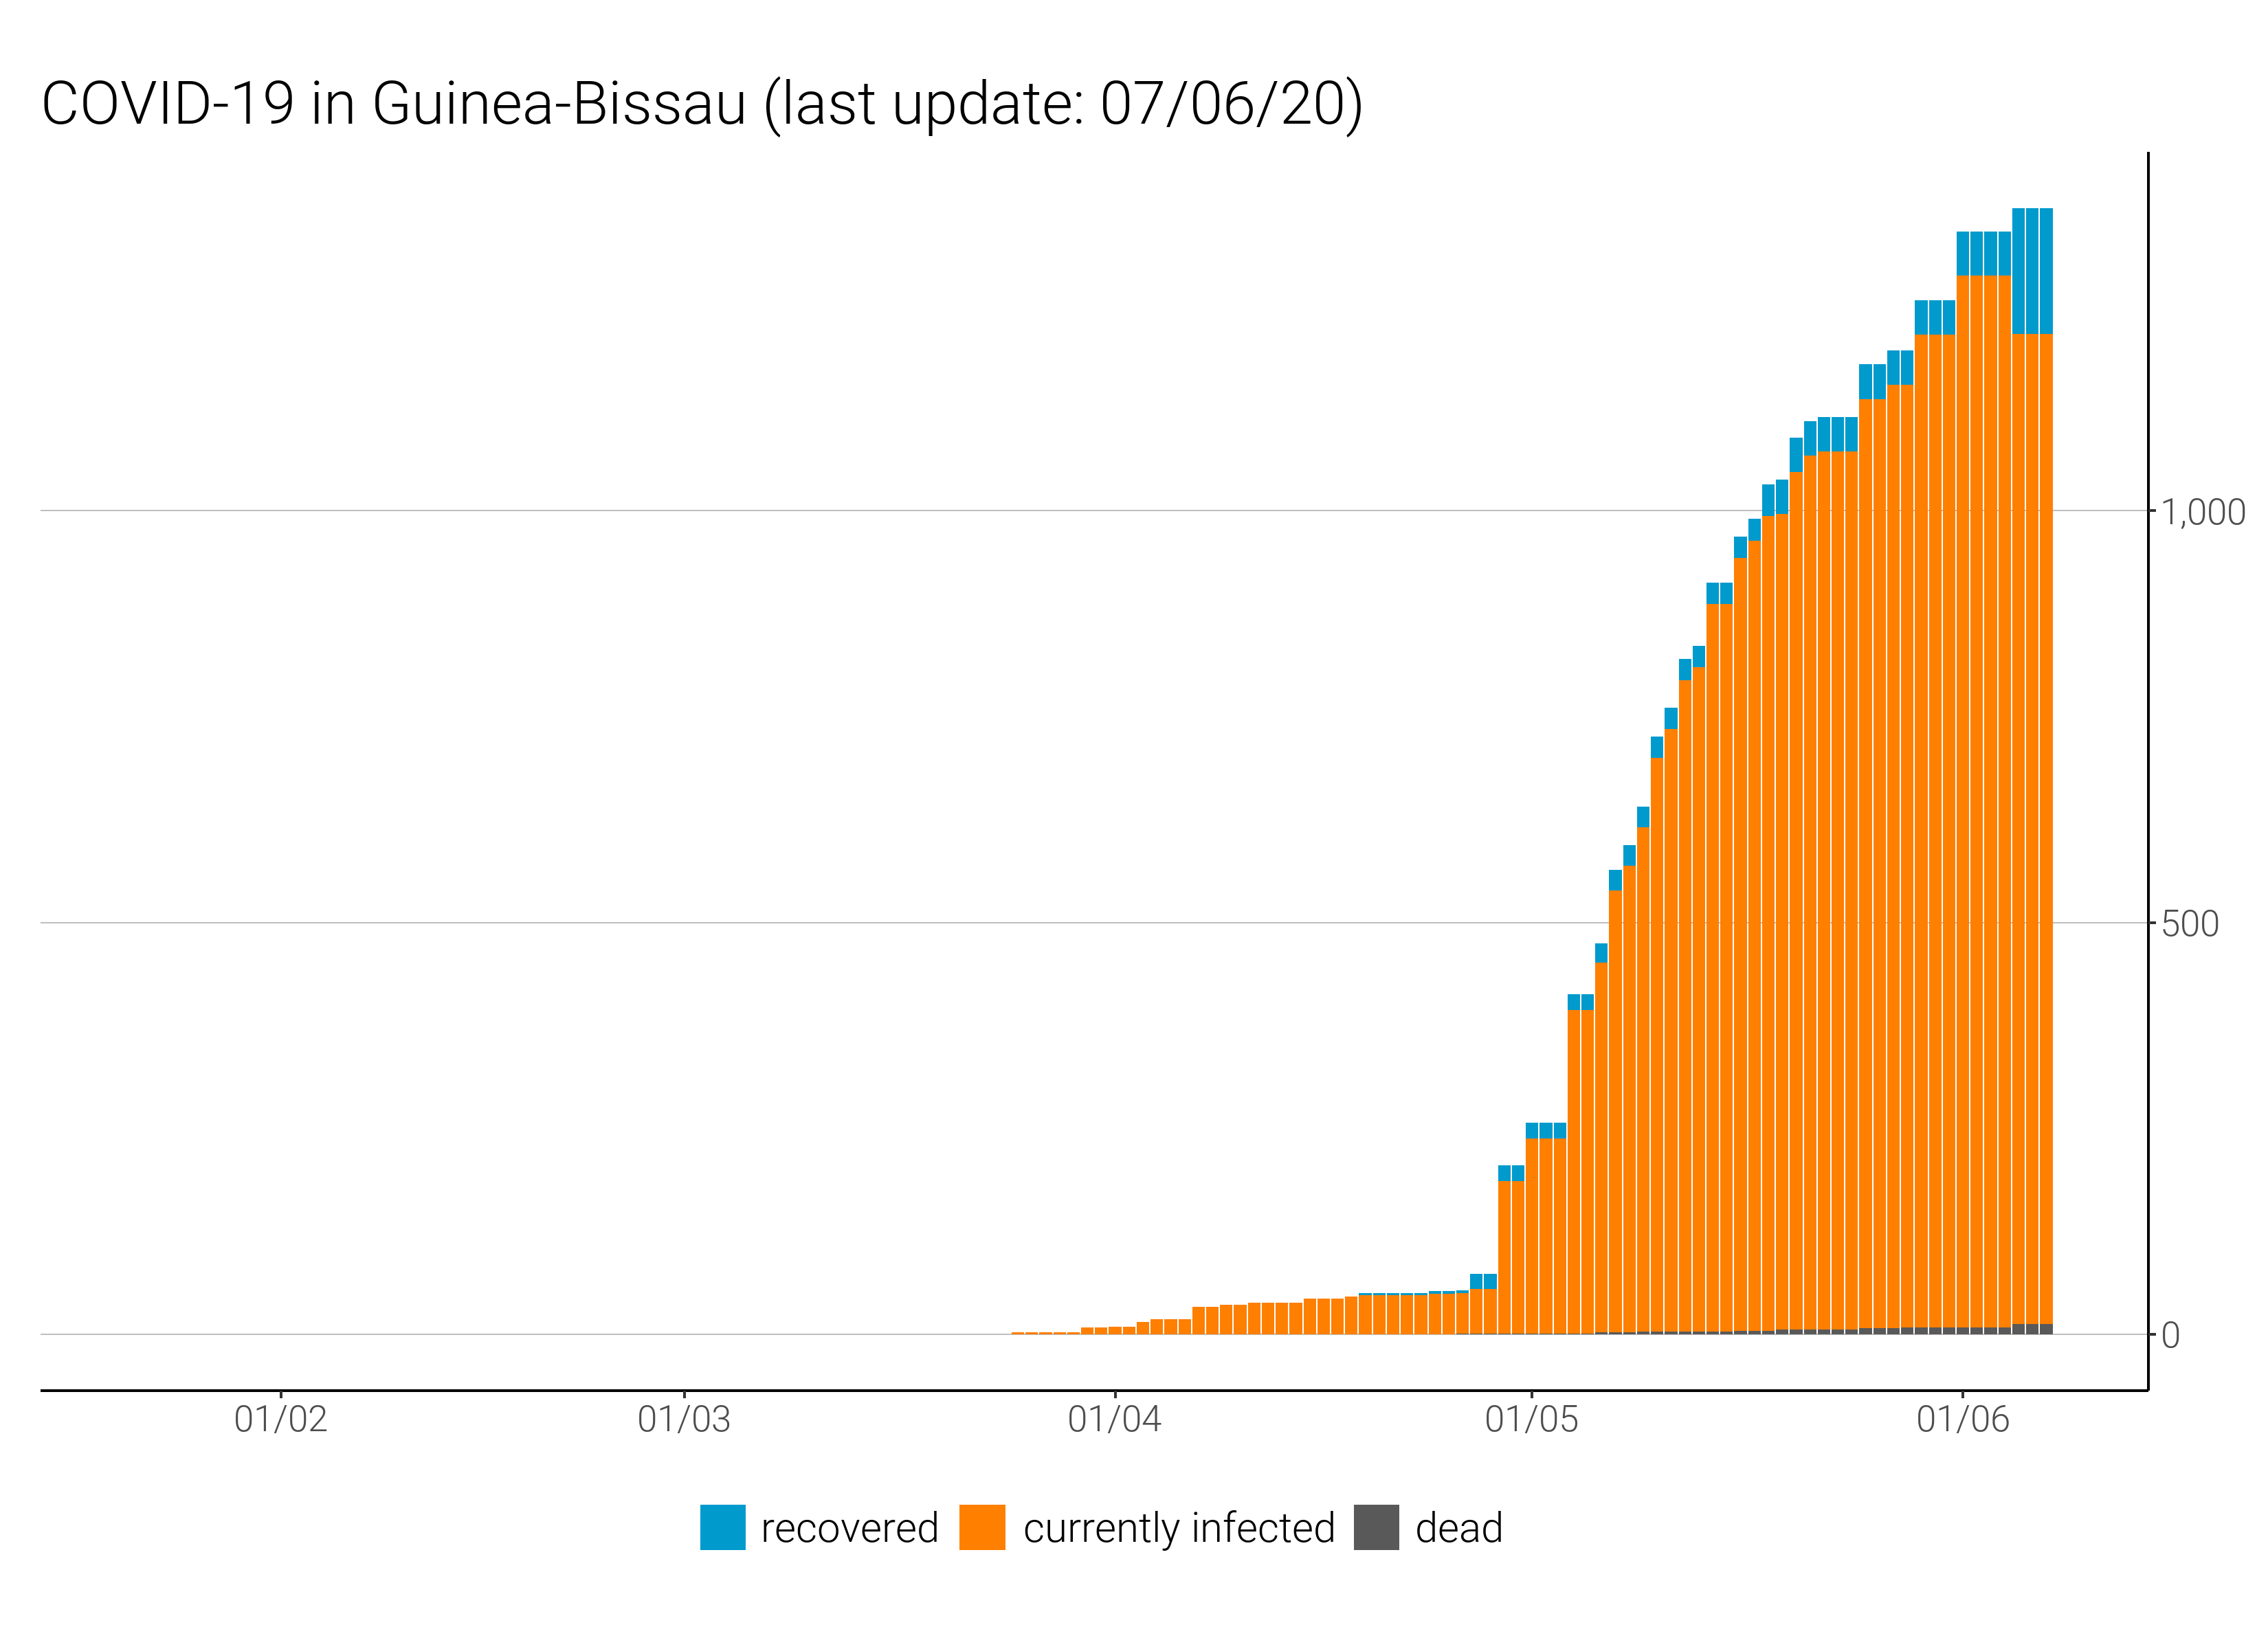 COVID-19 in Guinea-Bissau (last update: 07/06/20)
1,000
500
0
01/02 01/03 01/04 01/05 01/06
recovered currently infected dead